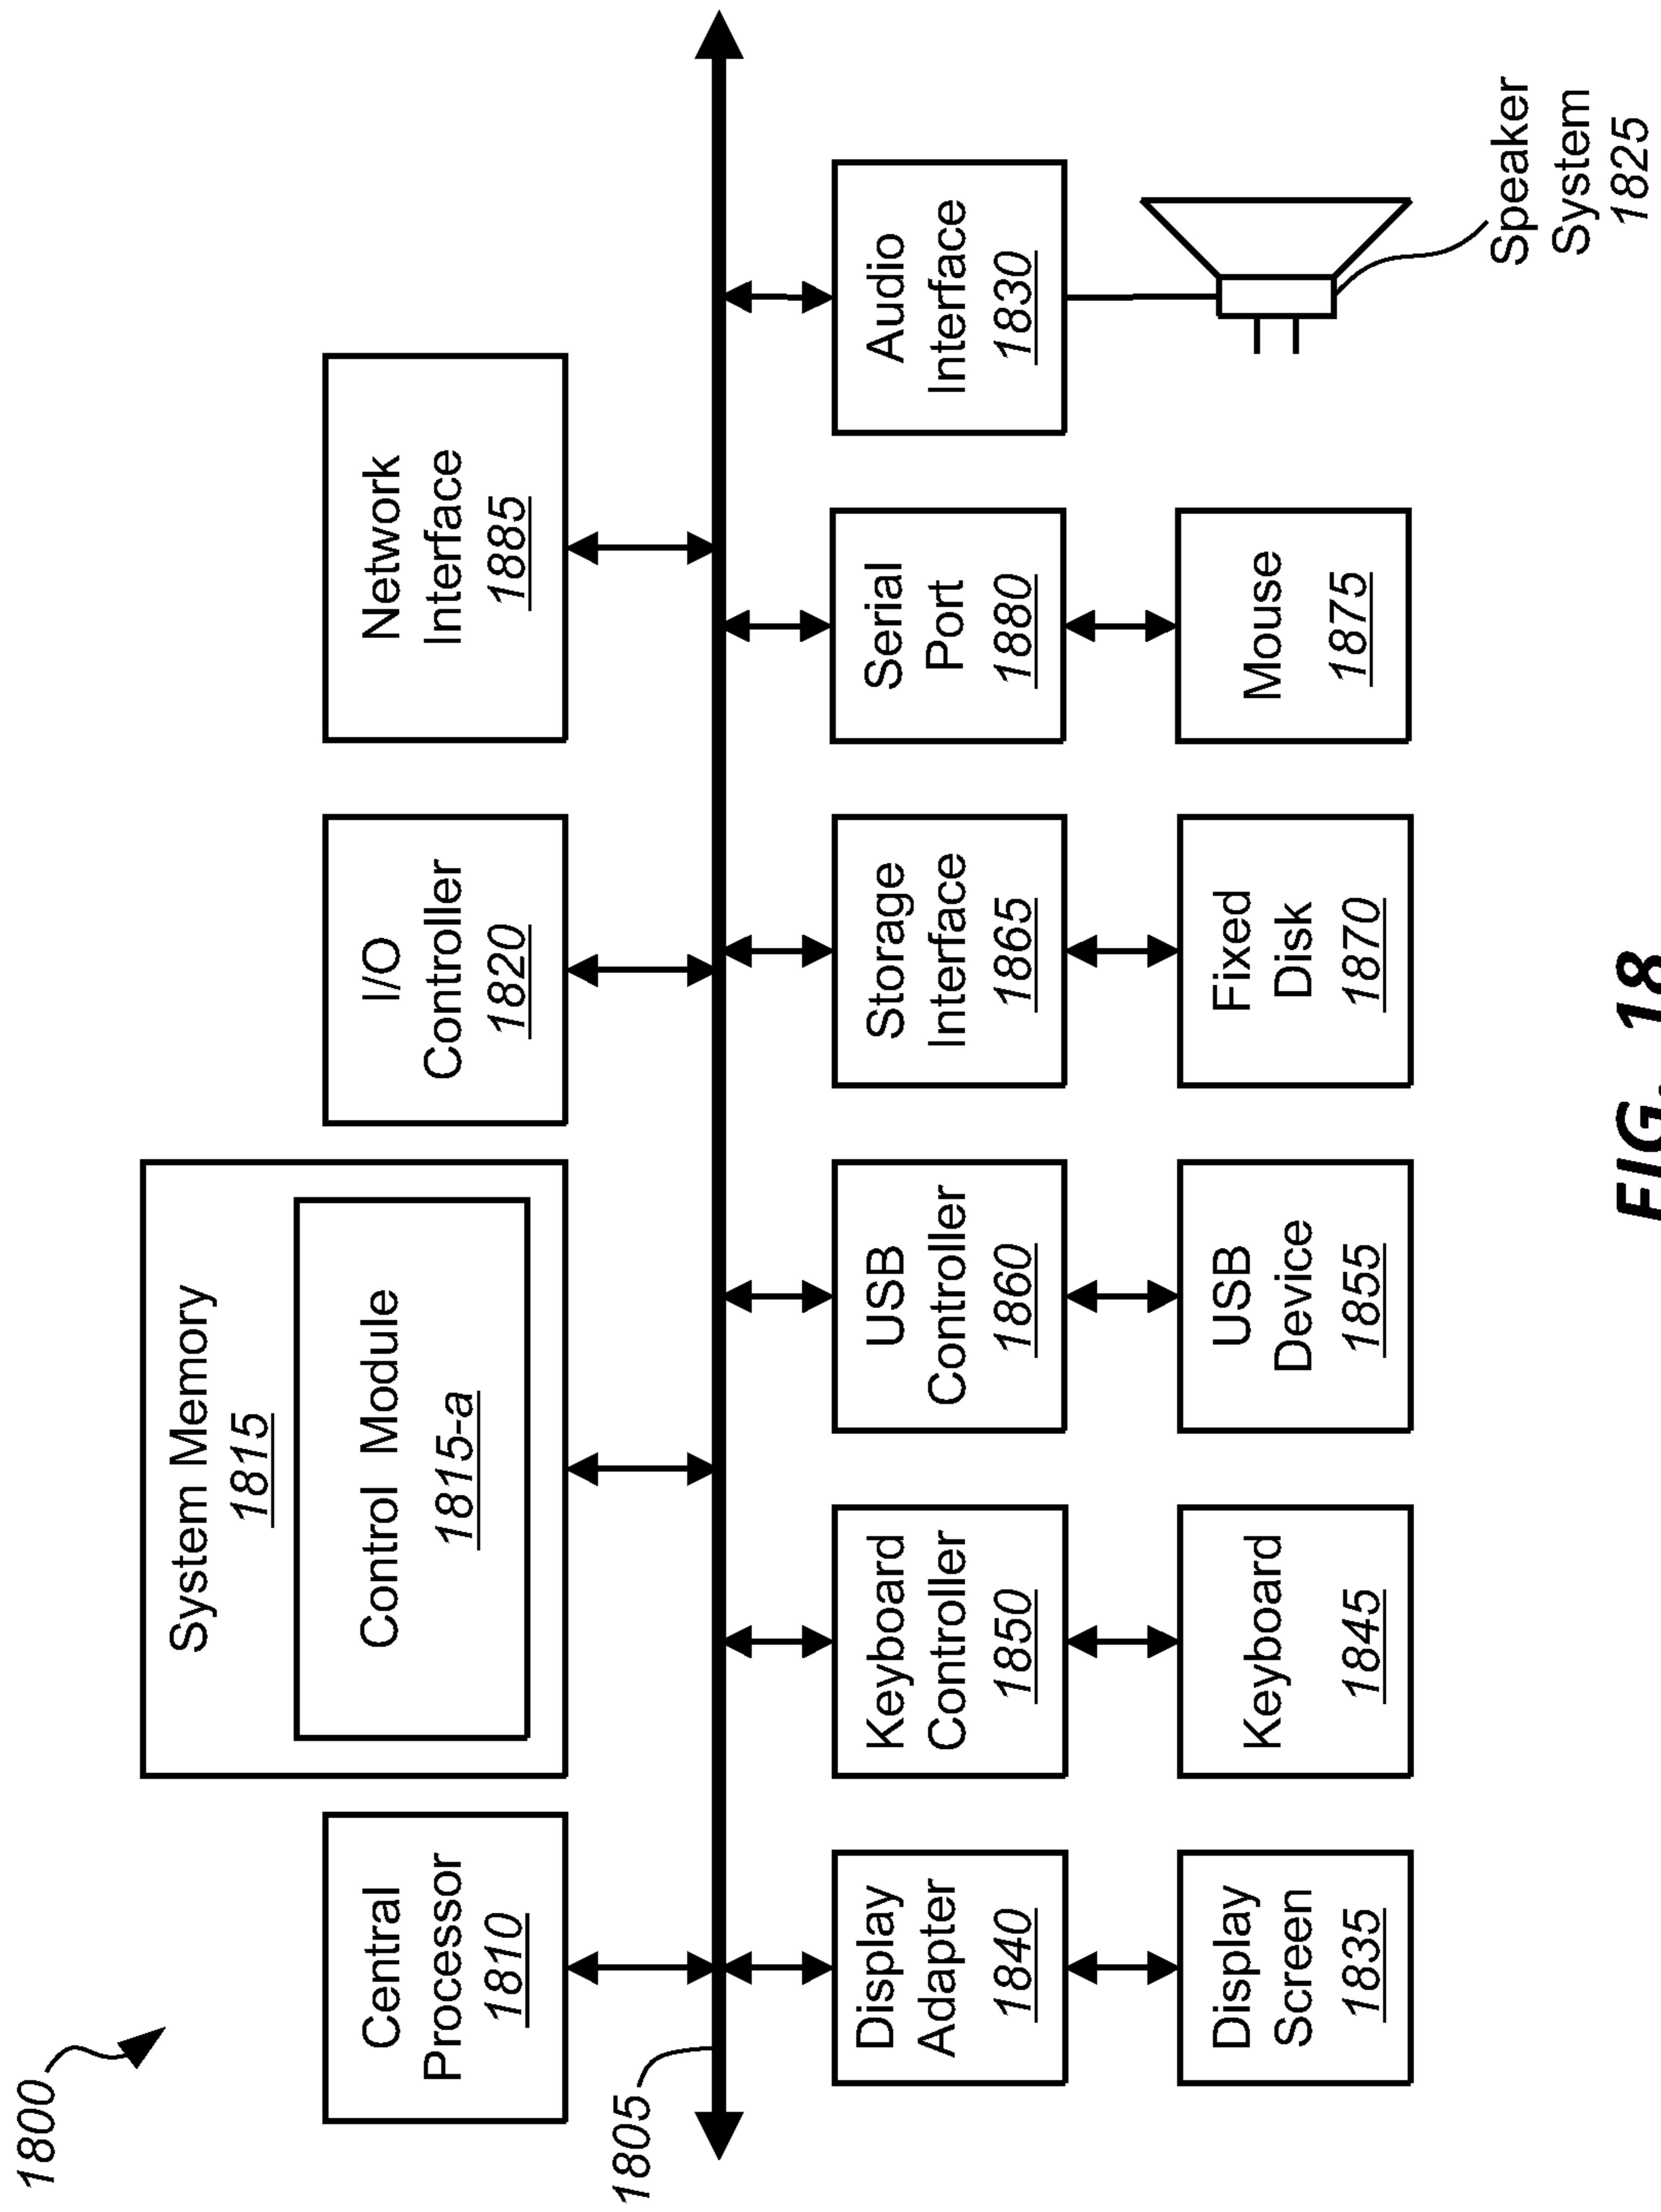 1800
System Memory
1815
Central
Processor
1810
Control Module
1815-a
I/O
Controller
1820
Network
Interface
1885
1805
Display
Adapter
1840
Keyboard
Controller
1850
USB
Controller
1860
Storage
Interface
1865
Serial
Port
1880
Audio
Interface
1830
Display
Screen
1835
Keyboard
1845
USB
Device
1855
Fixed
Disk
1870
Mouse
1875
Speaker
System
1825
FIG. 18